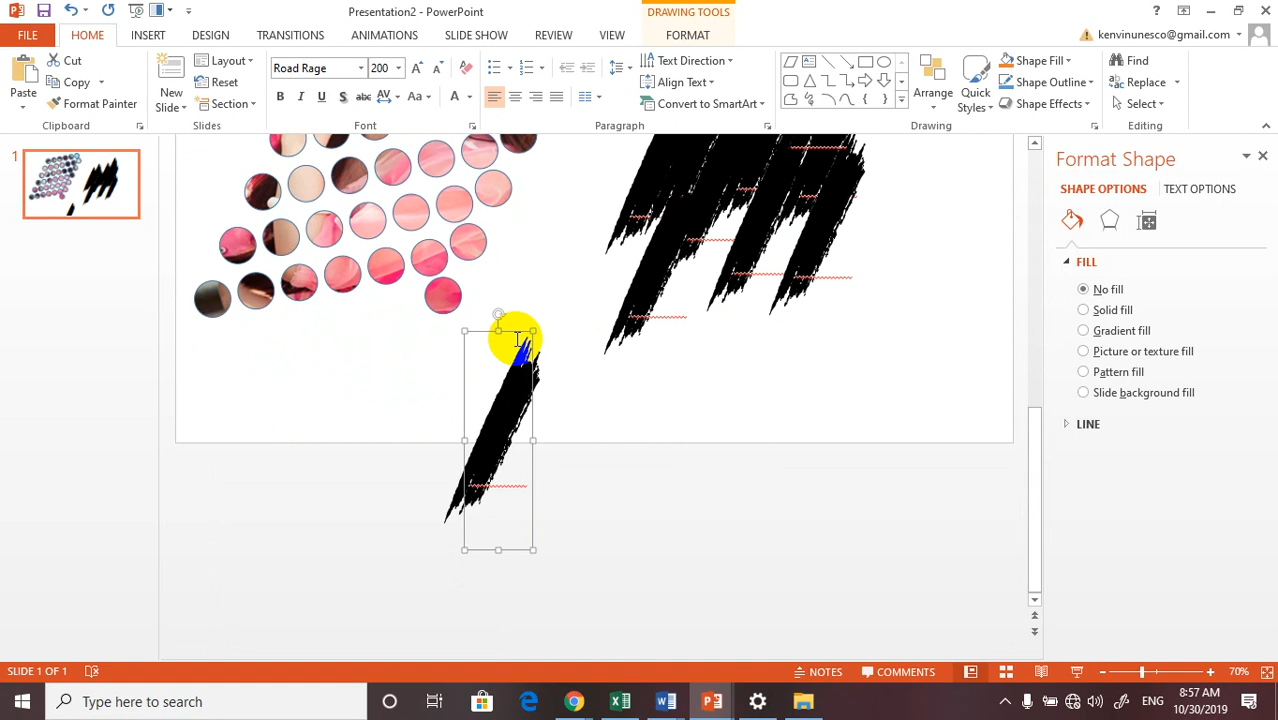 Presentation2 - PowerPoint
DRAWING TOOLS
?
FILE
HOME
INSERT
DESIGN
TRANSITIONS
ANIMATIONS
SLIDE SHOW
REVIEW
VIEW
FORMAT
kenvinunesco@gmail.com
Paste
Cut
Copy
Format Painter
Clipboard
New Slide
Layout
Reset
Section
Slides
Road Rage
200
Font
Text Direction
Align Text
Convert to SmartArt
Paragraph
Arrange
Quick Styles
Shape Fill
Shape Outline
Shape Effects
Drawing
Find
Replace
Select
Editing
1
Format Shape
SHAPE OPTIONS
TEXT OPTIONS
FILL
No fill
Solid fill
Gradient fill
Picture or texture fill
Pattern fill
Slide background fill
LINE
SLIDE 1 OF 1
NOTES
COMMENTS
70%
Type here to search
ENG
8:57 AM
10/30/2019